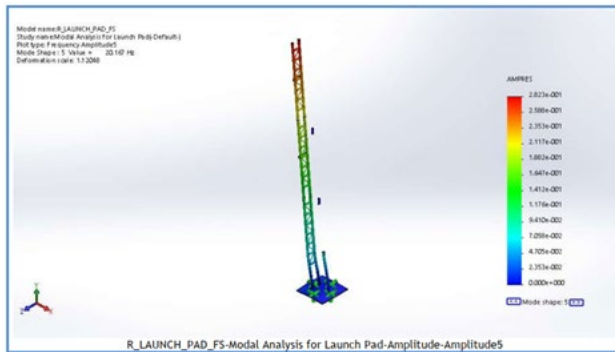 Model name:R_LAUNCH_PAD_FS
Study name:Modal Analysis for Launch Pad(-Default-)
Plot type: Frequency-Amplitude5
Mode Shape : 5 Value = 20.167 Hz
Deformation scale: 1.12048
AMPRES
2.823e-001
2.588e-001
2.353e-001
2.117e-001
1.882e-001
1.647e-001
1.412e-001
1.176e-001
9.410e-002
7.058e-002
4.705e-002
2.353e-002
0.000e+000
Mode shape: 5
Y
Z
X
R_LAUNCH_PAD_FS-Modal Analysis for Launch Pad-Amplitude-Amplitude5